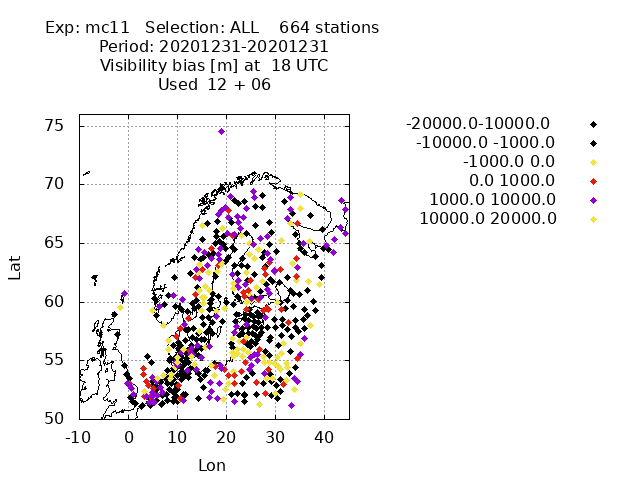 Exp: mc11 Selection: ALL 664 stations
Period: 20201231-20201231
Visibility bias [m] at 18 UTC
Used 12 + 06
-20000.0-10000.0
-10000.0 -1000.0
-1000.0 0.0
0.0 1000.0
1000.0 10000.0
10000.0 20000.0
75
70
65
60
55
50
-10 0 10 20 30 40
Lat
Lon